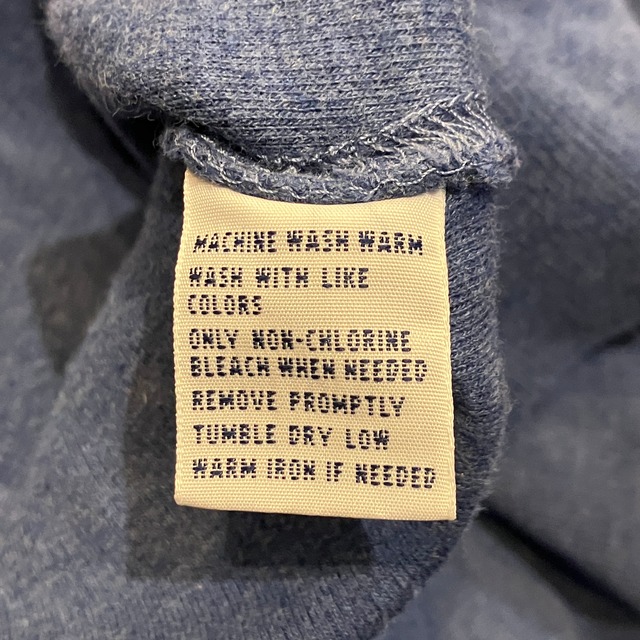 MACHINE WASH WARM
WASH WITH LIKE
COLORS
ONLY NON-CHLORINE
BLEACH WHEN NEEDED
REMOVE PROMPTLY
TUMBLE DRY LOW
WARM IRON IF NEEDED